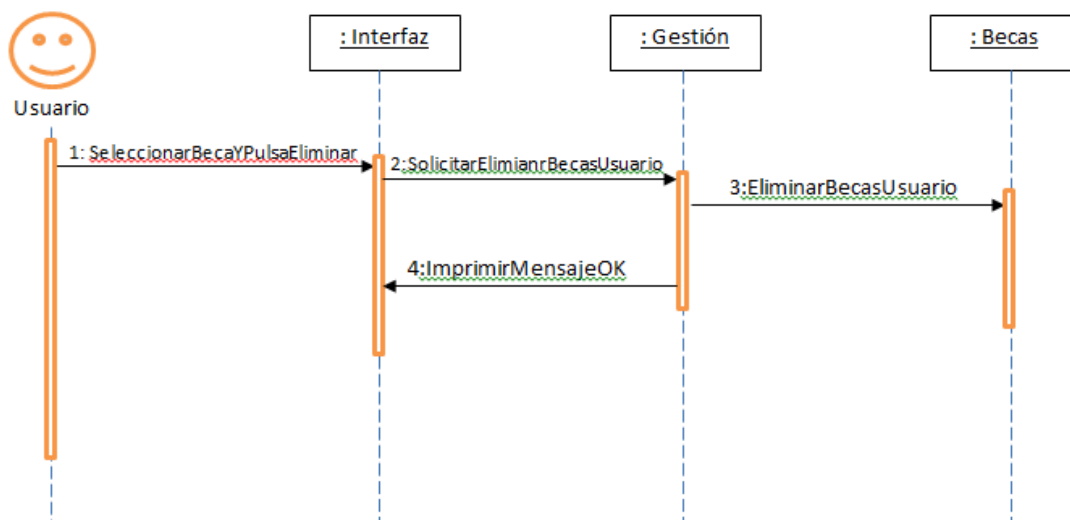 : Interfaz
: Gestión
: Becas
Usuario
1: SeleccionarBecaYPulsaEliminar
2:SolicitarElimianrBecasUsuario
3:EliminarBecasUsuario
4:ImprimirMensajeOK